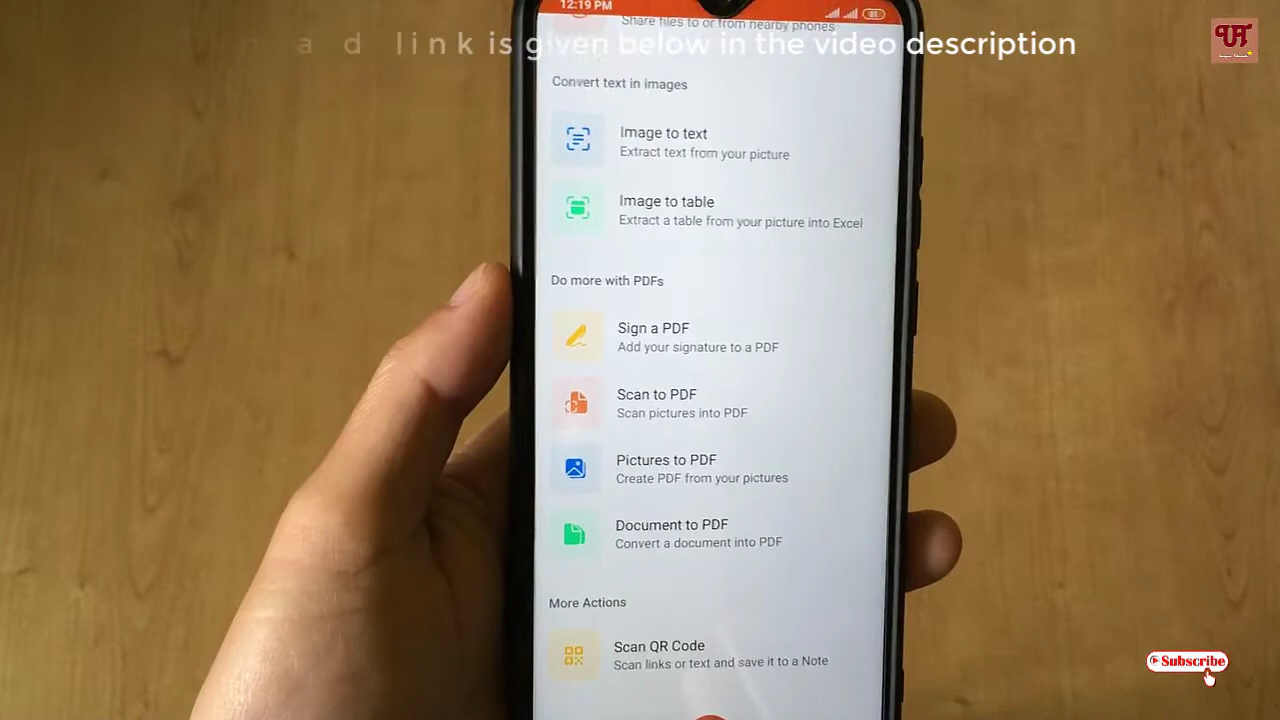 12:19 PM
81
Share files to or from nearby phones
a d link is given below in the video description
UT
Convert text in images
Image to text
Extract text from your picture
Image to table
Extract a table from your picture into Excel
Do more with PDFs
Sign a PDF
Add your signature to a PDF
Scan to PDF
Scan pictures into PDF
Pictures to PDF
Create PDF from your pictures
Document to PDF
Convert a document into PDF
More Actions
Scan QR Code
Scan links or text and save it to a Note
Subscribe